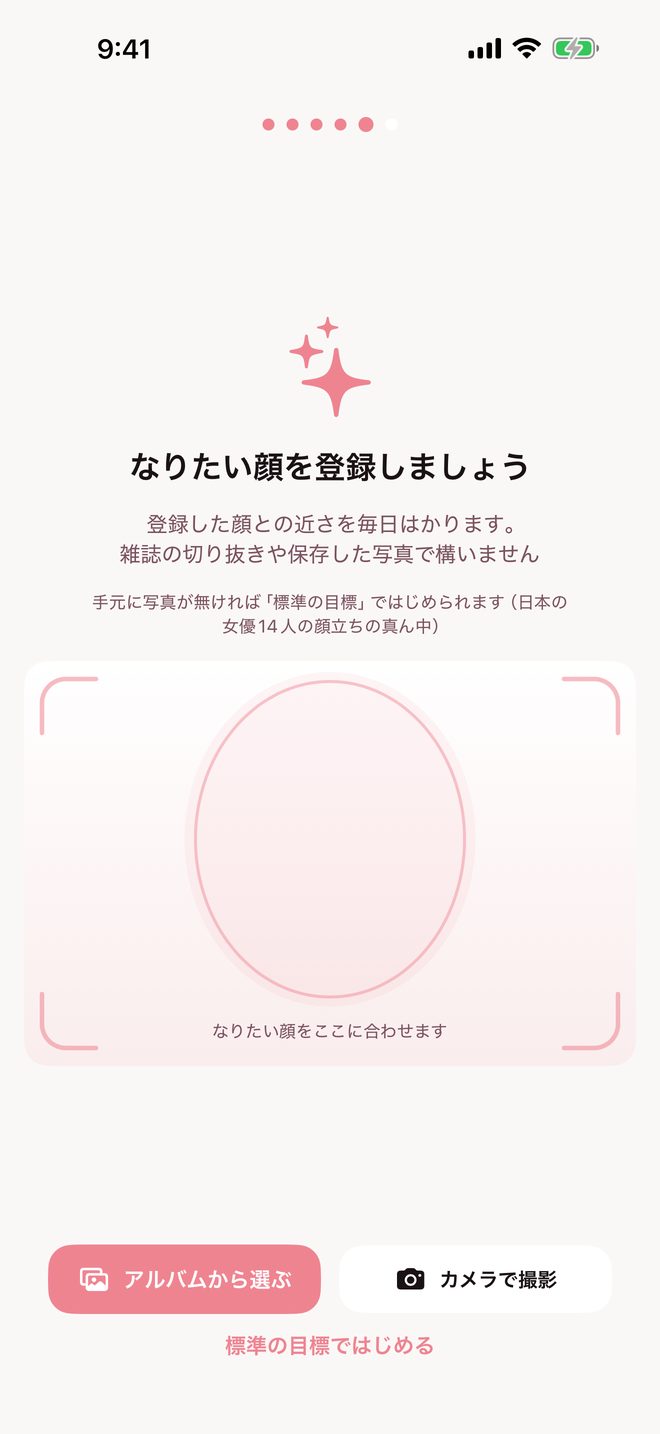 9:41
なりたい顔を登録しましょう
登録した顔との近さを毎日はかります。
雑誌の切り抜きや保存した写真で構いません
手元に写真が無ければ「標準の目標」ではじめられます（日本の
女優14人の顔立ちの真ん中）
なりたい顔をここに合わせます
アルバムから選ぶ
カメラで撮影
標準の目標ではじめる